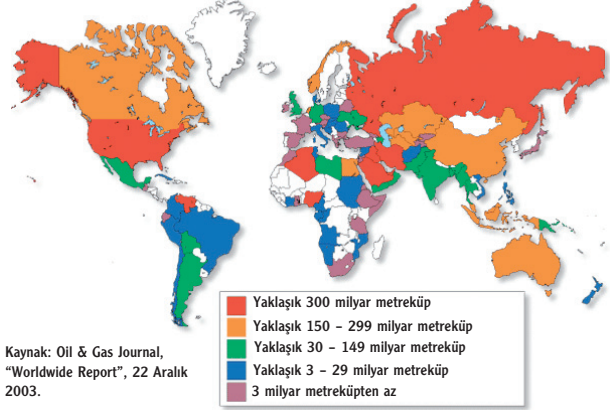 Yaklaşık 300 milyar metreküp
Yaklaşık 150 – 299 milyar metreküp
Yaklaşık 30 - 149 milyar metreküp
Yaklaşık 3 – 29 milyar metreküp
3 milyar metreküpten az
Kaynak: Oil & Gas Journal,
“Worldwide Report”, 22 Aralık
2003.